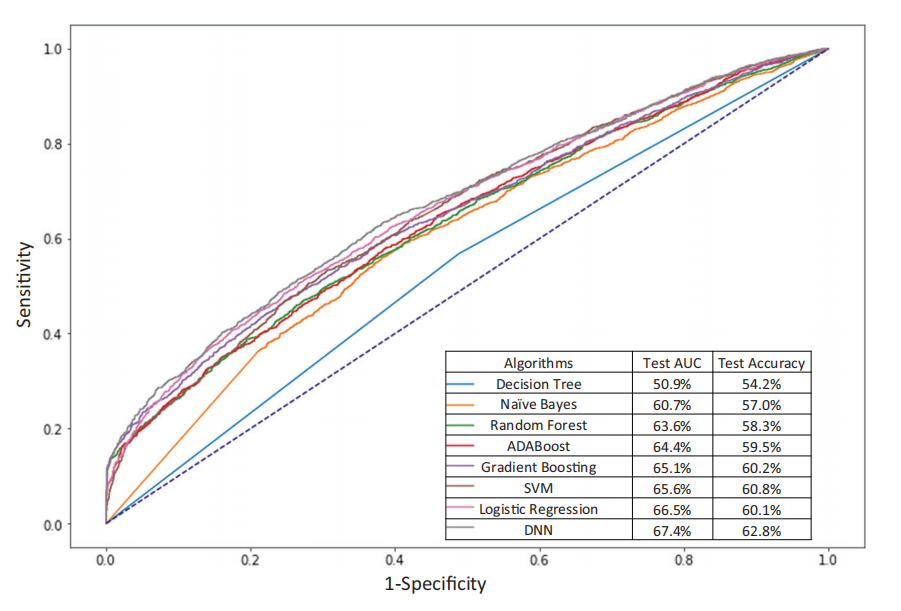 1.0
0.8
0.6
0.4
0.2
0.0
Sensitivity
Algorithms Test AUC Test Accuracy
Decision Tree 50.9% 54.2%
Naïve Bayes 60.7% 57.0%
Random Forest 63.6% 58.3%
ADABoost 64.4% 59.5%
Gradient Boosting 65.1% 60.2%
SVM 65.6% 60.8%
Logistic Regression 66.5% 60.1%
DNN 67.4% 62.8%
0.0 0.2 0.4 0.6 0.8 1.0
1-Specificity